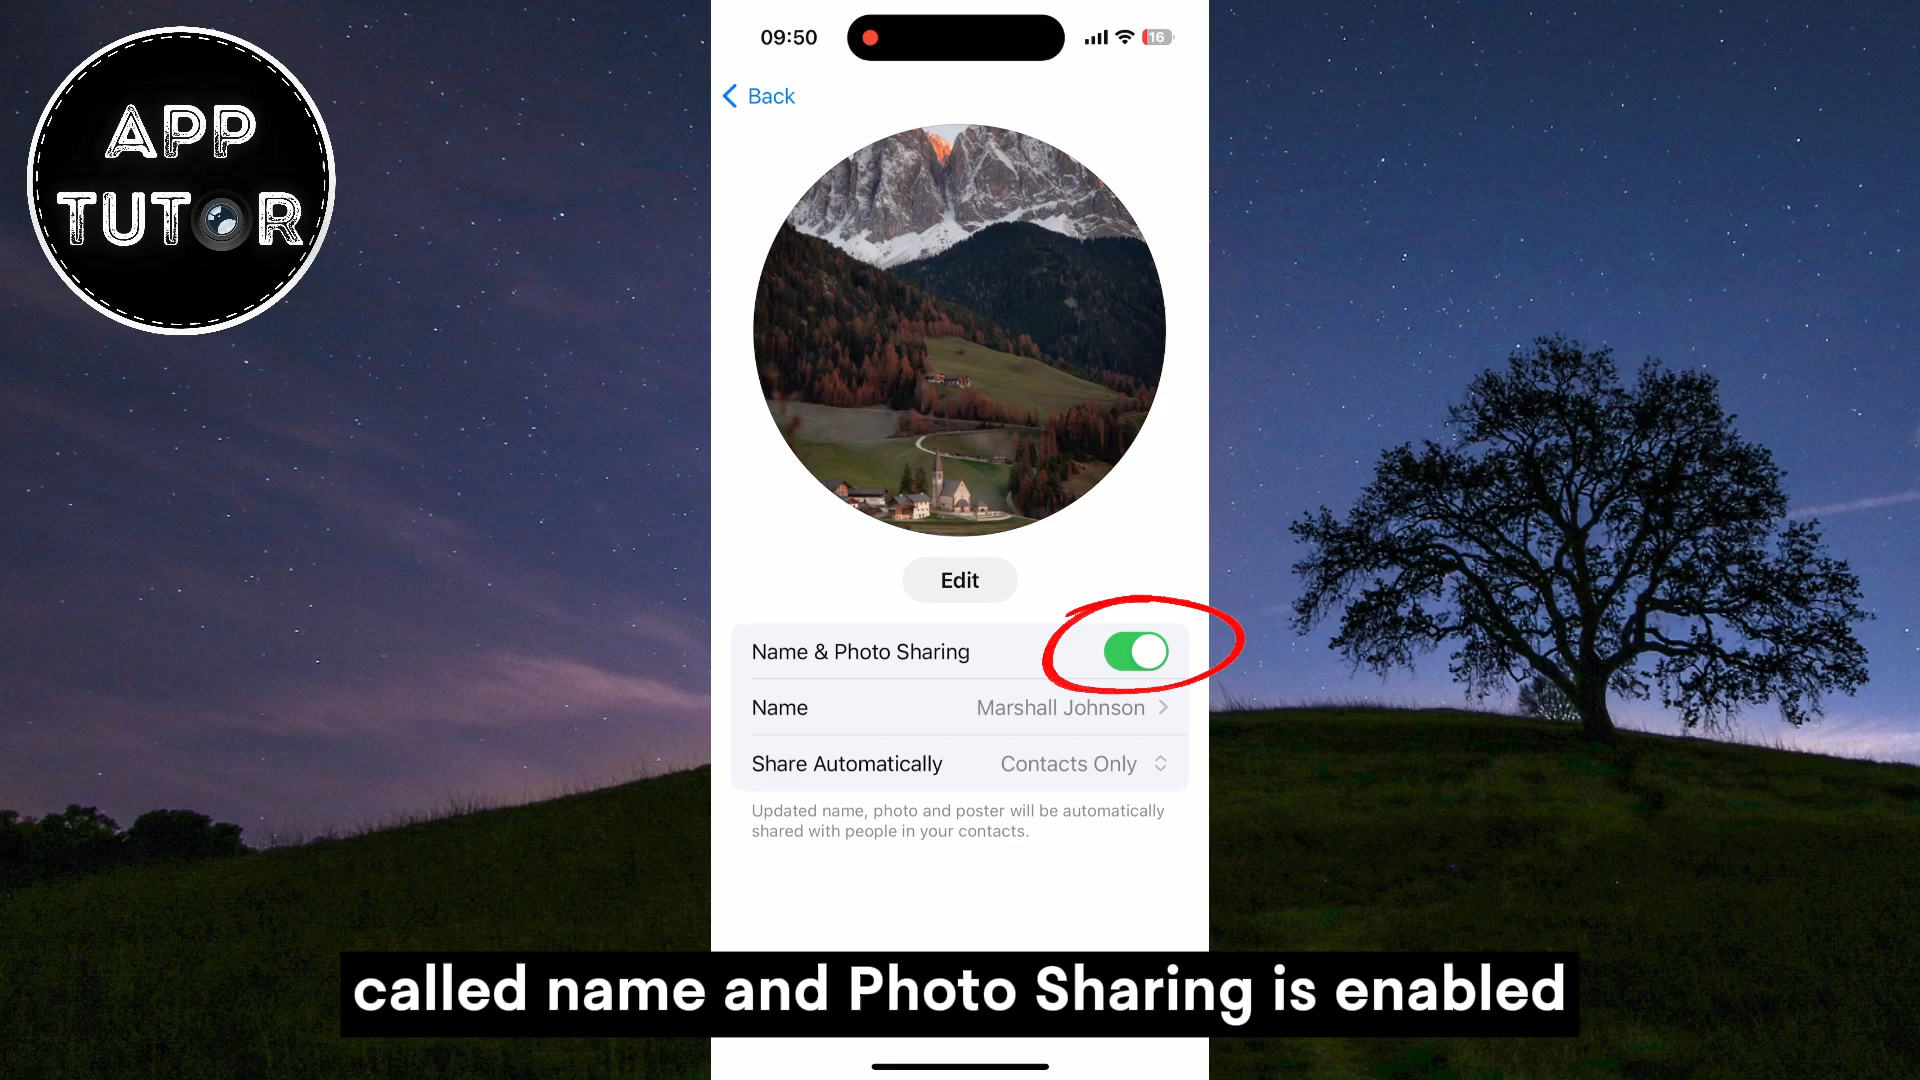 APP
TUTOR
09:50
16
Back
Edit
Name & Photo Sharing
Name
Marshall Johnson
Share Automatically
Contacts Only
Updated name, photo and poster will be automatically
shared with people in your contacts.
called name and Photo Sharing is enabled